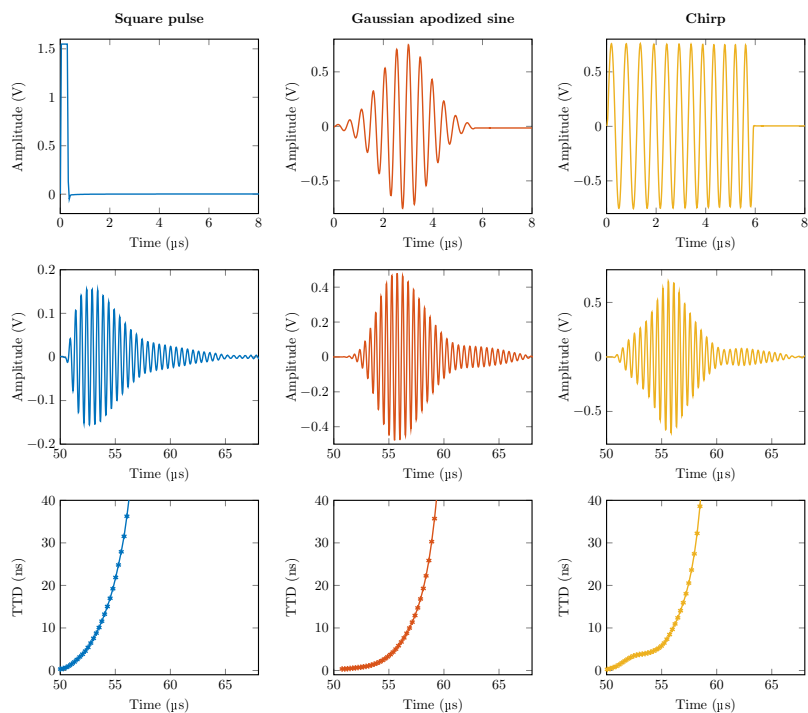 Square pulse
Gaussian apodized sine
Chirp
Amplitude (V)
1.5
1
0.5
0
0 2 4 6 8
Time (µs)
Amplitude (V)
0.5
0
−0.5
0 2 4 6 8
Time (µs)
Amplitude (V)
0.5
0
−0.5
0 2 4 6 8
Time (µs)
Amplitude (V)
0.2
0.1
0
−0.1
−0.2
50 55 60 65
Time (µs)
Amplitude (V)
0.4
0.2
0
−0.2
−0.4
50 55 60 65
Time (µs)
Amplitude (V)
0.5
0
−0.5
50 55 60 65
Time (µs)
TTD (ns)
40
30
20
10
0
50 55 60 65
Time (µs)
TTD (ns)
40
30
20
10
0
50 55 60 65
Time (µs)
TTD (ns)
40
30
20
10
0
50 55 60 65
Time (µs)